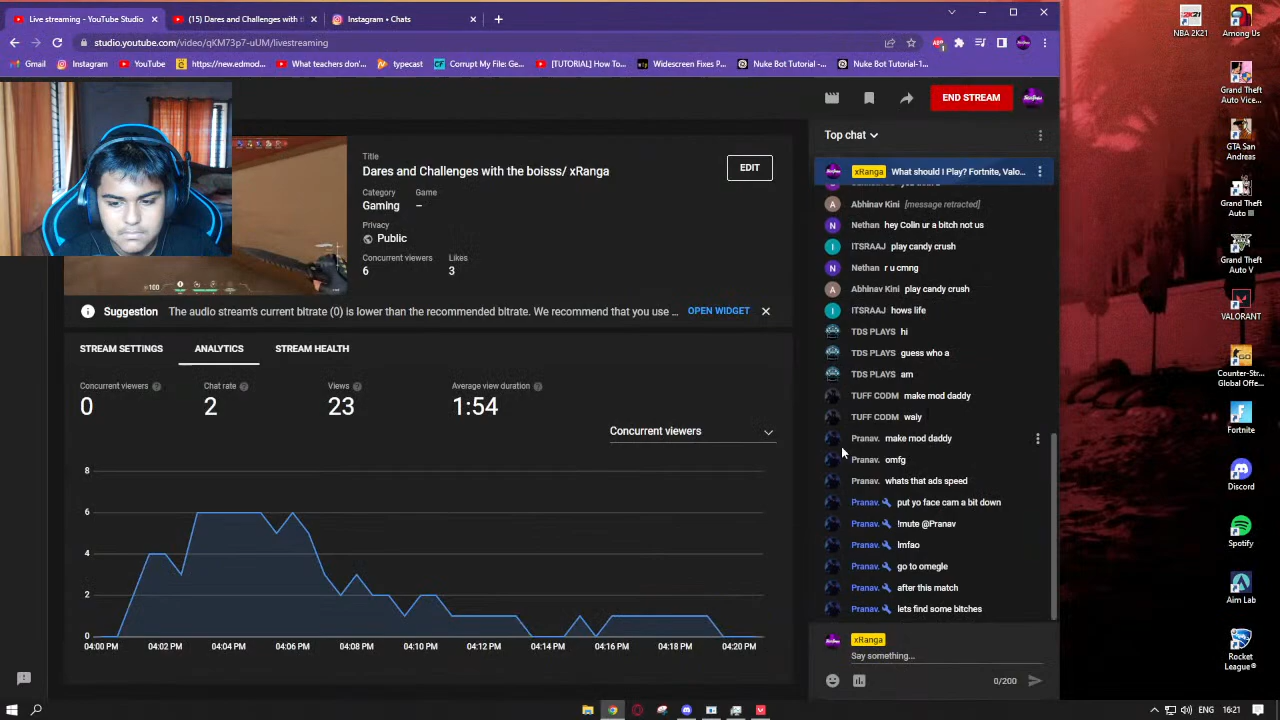 Live streaming - YouTube Studio
(15) Dares and Challenges with t
Instagram • Chats
studio.youtube.com/video/qKM73p7-uUM/livestreaming
Gmail
Instagram
YouTube
https://new.edmod...
What teachers don'...
typecast
Corrupt My File: Ge...
[TUTORIAL] How To...
Widescreen Fixes P...
Nuke Bot Tutorial-...
Nuke Bot Tutorial-1...
END STREAM
Title
Dares and Challenges with the boisss/ xRanga
EDIT
Category
Game
Gaming
–
Privacy
Public
Concurrent viewers
Likes
6
3
100
Suggestion
The audio stream's current bitrate (0) is lower than the recommended bitrate. We recommend that you use ...
OPEN WIDGET
STREAM SETTINGS
ANALYTICS
STREAM HEALTH
Concurrent viewers
Chat rate
Views
Average view duration
0
2
23
1:54
Concurrent viewers
8
6
4
2
0
04:00 PM
04:02 PM
04:04 PM
04:06 PM
04:08 PM
04:10 PM
04:12 PM
04:14 PM
04:16 PM
04:18 PM
04:20 PM
Top chat
xRanga What should I Play? Fortnite, Valo...
Abhinav Kini [message retracted]
Nethan hey Colin ur a bitch not us
ITSRAAJ play candy crush
Nethan r u cmng
Abhinav Kini play candy crush
ITSRAAJ hows life
TDS PLAYS hi
TDS PLAYS guess who a
TDS PLAYS am
TUFF CODM make mod daddy
TUFF CODM waly
Pranav. make mod daddy
Pranav. omfg
Pranav. whats that ads speed
Pranav. put yo face cam a bit down
Pranav. !mute @Pranav
Pranav. lmfao
Pranav. go to omegle
Pranav. after this match
Pranav. lets find some bitches
xRanga
Say something...
0/200
NBA 2K21
Among Us
Grand Theft
Auto Vice...
GTA San
Andreas
Grand Theft
Auto III
Grand Theft
Auto V
VALORANT
Counter-Str...
Global Offe...
Fortnite
Discord
Spotify
Aim Lab
Rocket
League®
ENG
16:21